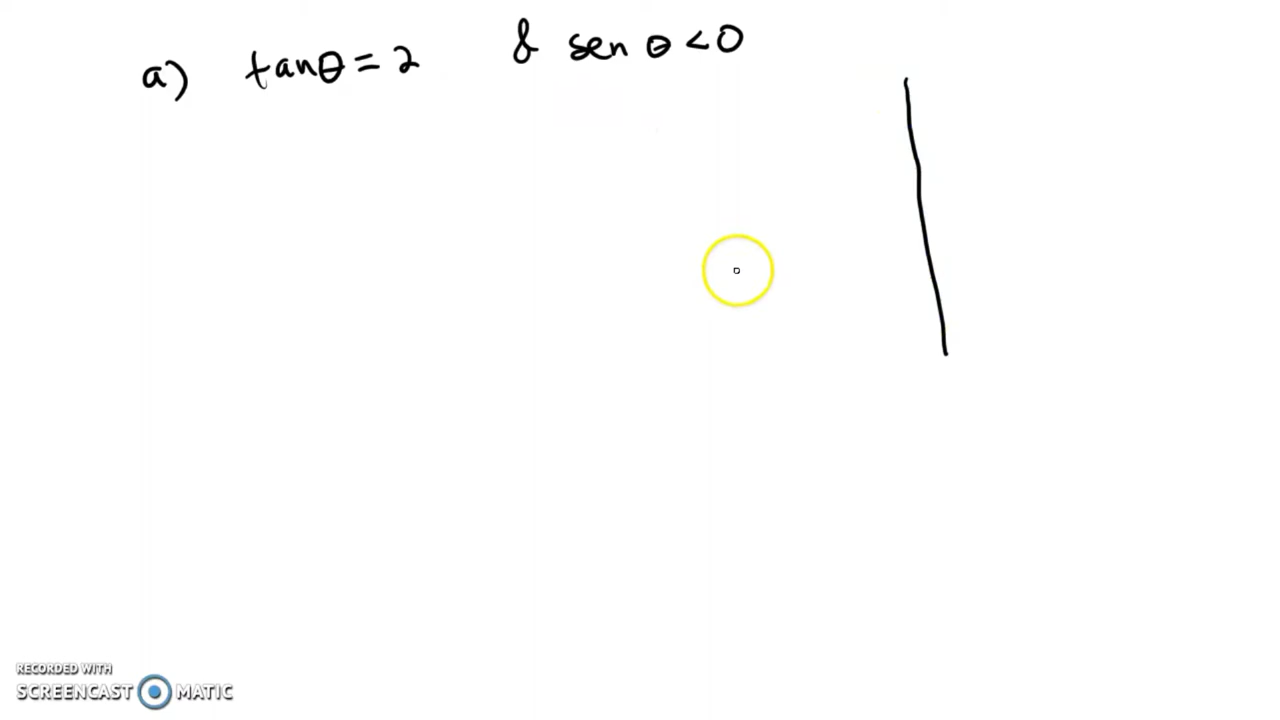 a) tanθ = 2 & sen θ < 0
RECORDED WITH
SCREENCAST MATIC